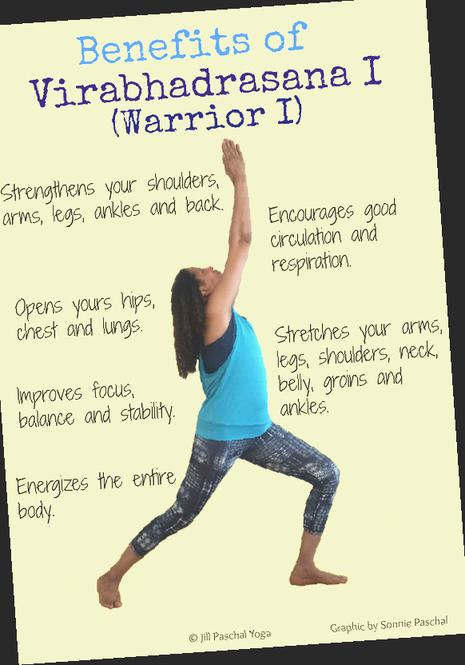 Benefits of
Virabhadrasana I
(Warrior I)
Strengthens your shoulders,
arms, legs, ankles and back.
Encourages good
circulation and
respiration.
Opens yours hips,
chest and lungs.
Stretches your arms,
legs, shoulders, neck,
belly, groins and
ankles.
Improves focus,
balance and stability.
Energizes the entire
body.
© Jill Paschal Yoga
Graphic by Sonnie Paschal